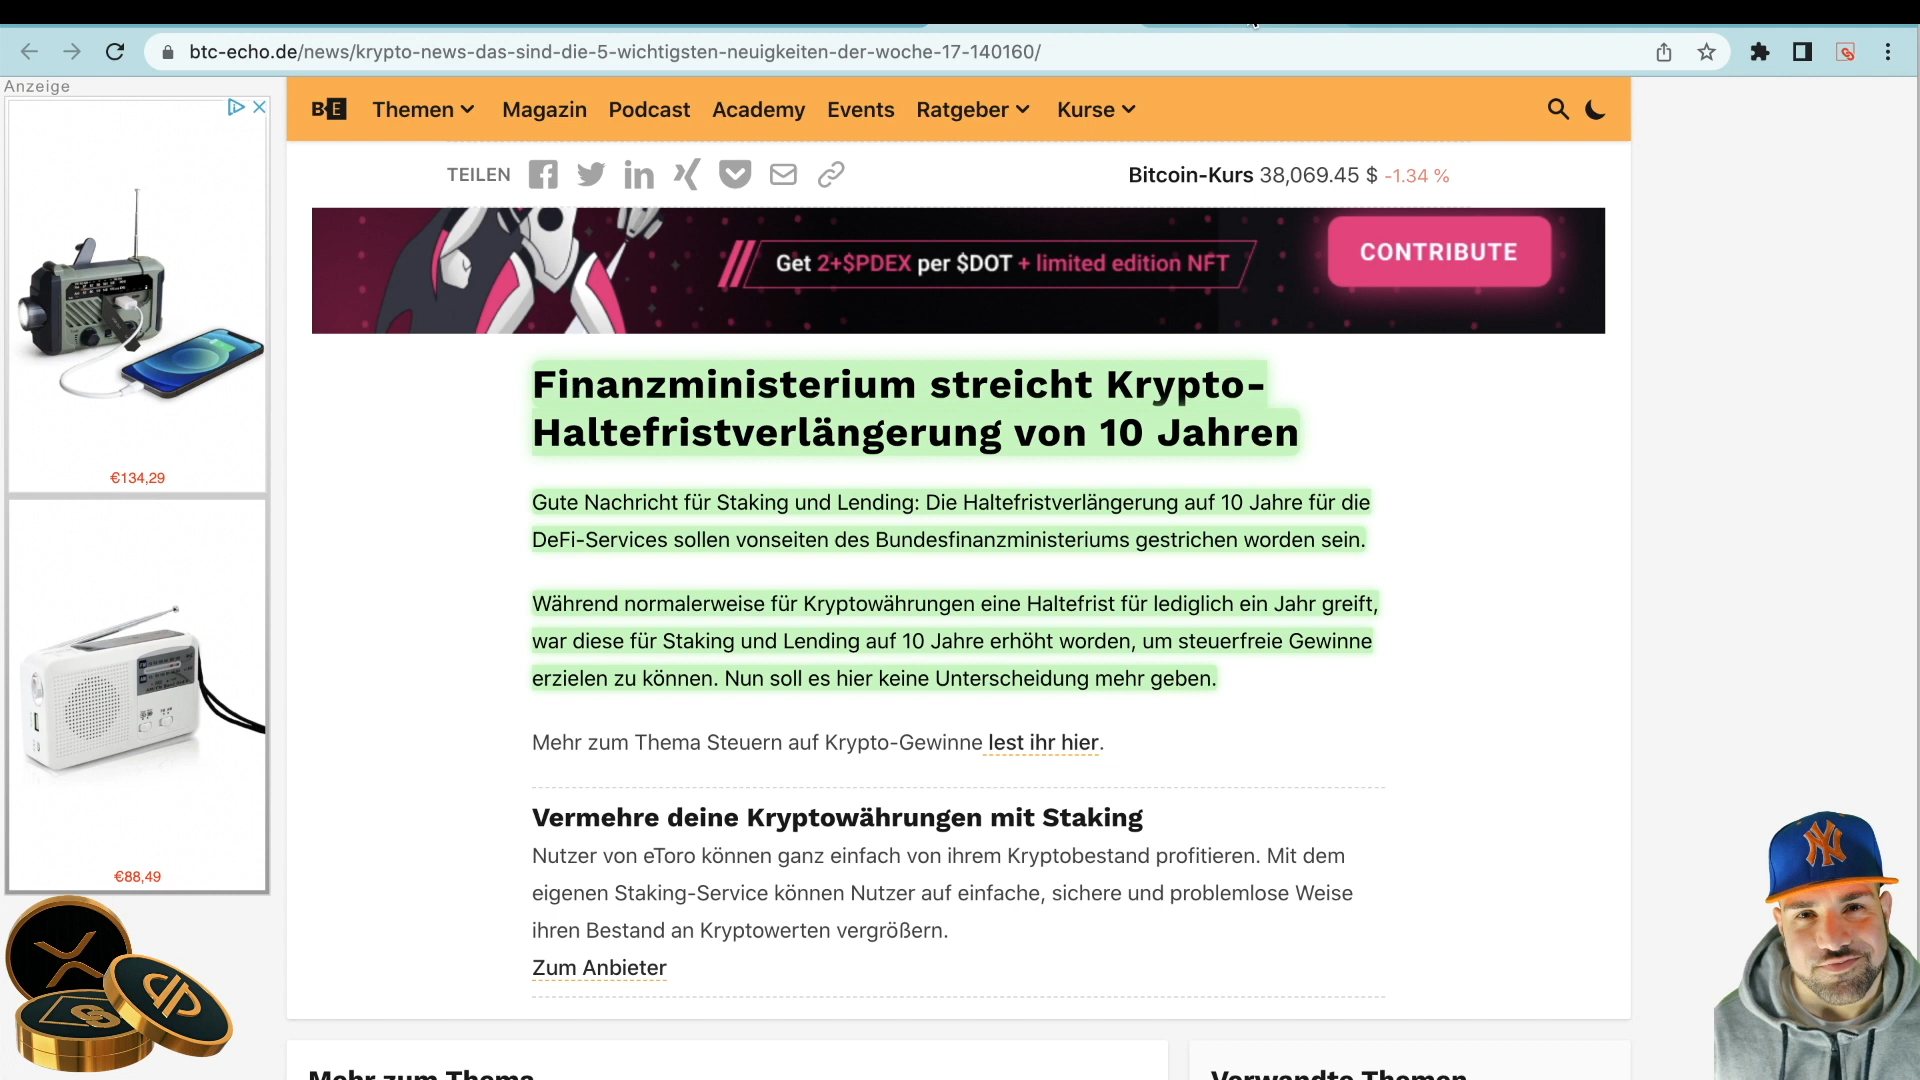 btc-echo.de/news/krypto-news-das-sind-die-5-wichtigsten-neuigkeiten-der-woche-17-140160/
Anzeige
€134,29
€88,49
BE Themen Magazin Podcast Academy Events Ratgeber Kurse
TEILEN
Bitcoin-Kurs 38,069.45 $ -1.34 %
Get 2+$PDEX per $DOT + limited edition NFT
CONTRIBUTE
Finanzministerium streicht Krypto-
Haltefristverlängerung von 10 Jahren
Gute Nachricht für Staking und Lending: Die Haltefristverlängerung auf 10 Jahre für die
DeFi-Services sollen vonseiten des Bundesfinanzministeriums gestrichen worden sein.
Während normalerweise für Kryptowährungen eine Haltefrist für lediglich ein Jahr greift,
war diese für Staking und Lending auf 10 Jahre erhöht worden, um steuerfreie Gewinne
erzielen zu können. Nun soll es hier keine Unterscheidung mehr geben.
Mehr zum Thema Steuern auf Krypto-Gewinne lest ihr hier.
Vermehre deine Kryptowährungen mit Staking
Nutzer von eToro können ganz einfach von ihrem Kryptobestand profitieren. Mit dem
eigenen Staking-Service können Nutzer auf einfache, sichere und problemlose Weise
ihren Bestand an Kryptowerten vergrößern.
Zum Anbieter
Mehr zum Thema
Verwandte Themen